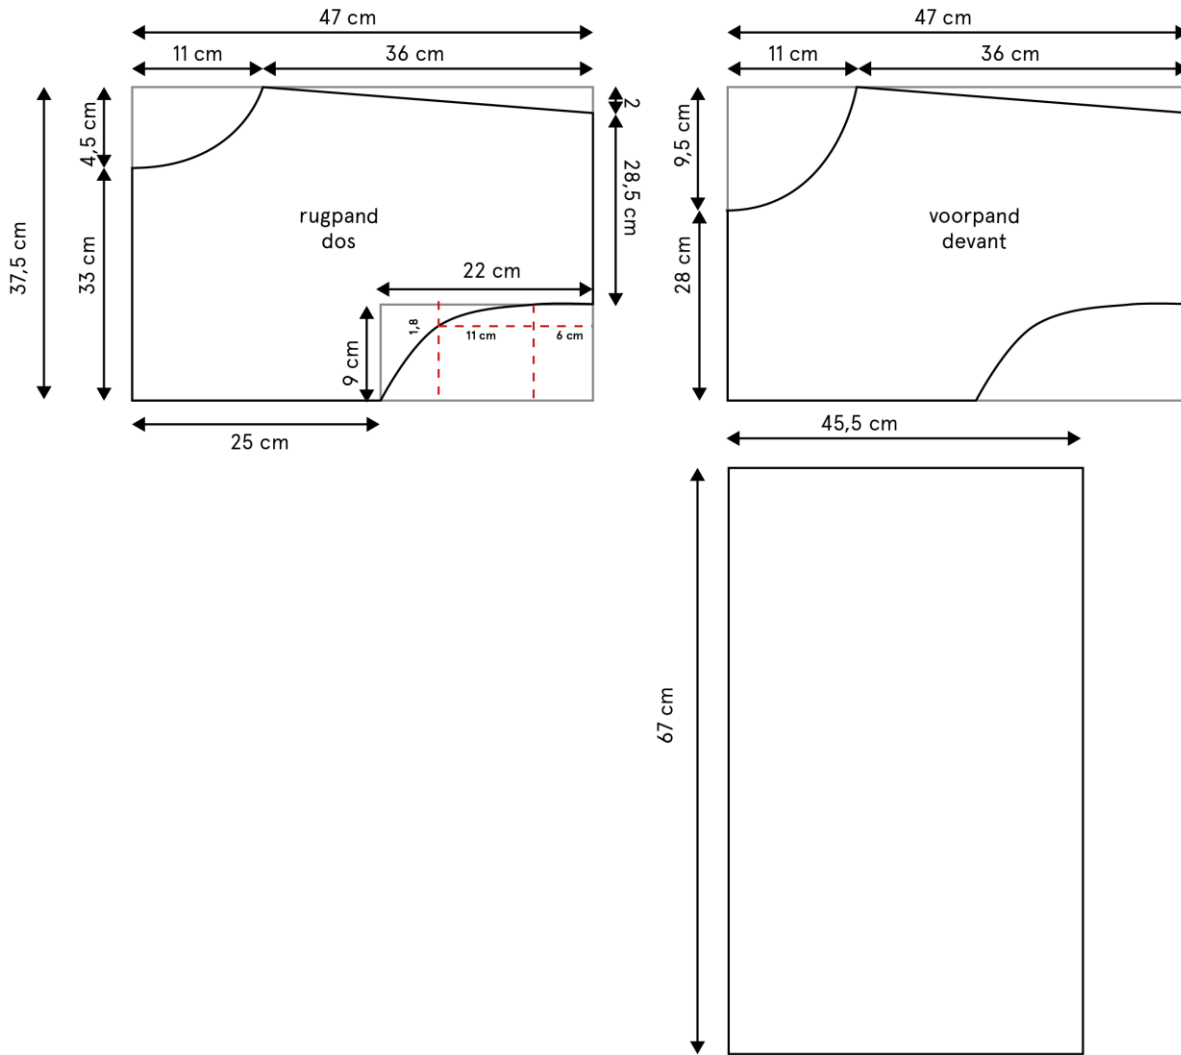 47 cm
11 cm
36 cm
4,5 cm
33 cm
37,5 cm
2
28,5 cm
rugpand
dos
22 cm
1,8
11 cm
6 cm
9 cm
25 cm
47 cm
11 cm
36 cm
9,5 cm
28 cm
voorpand
devant
45,5 cm
67 cm